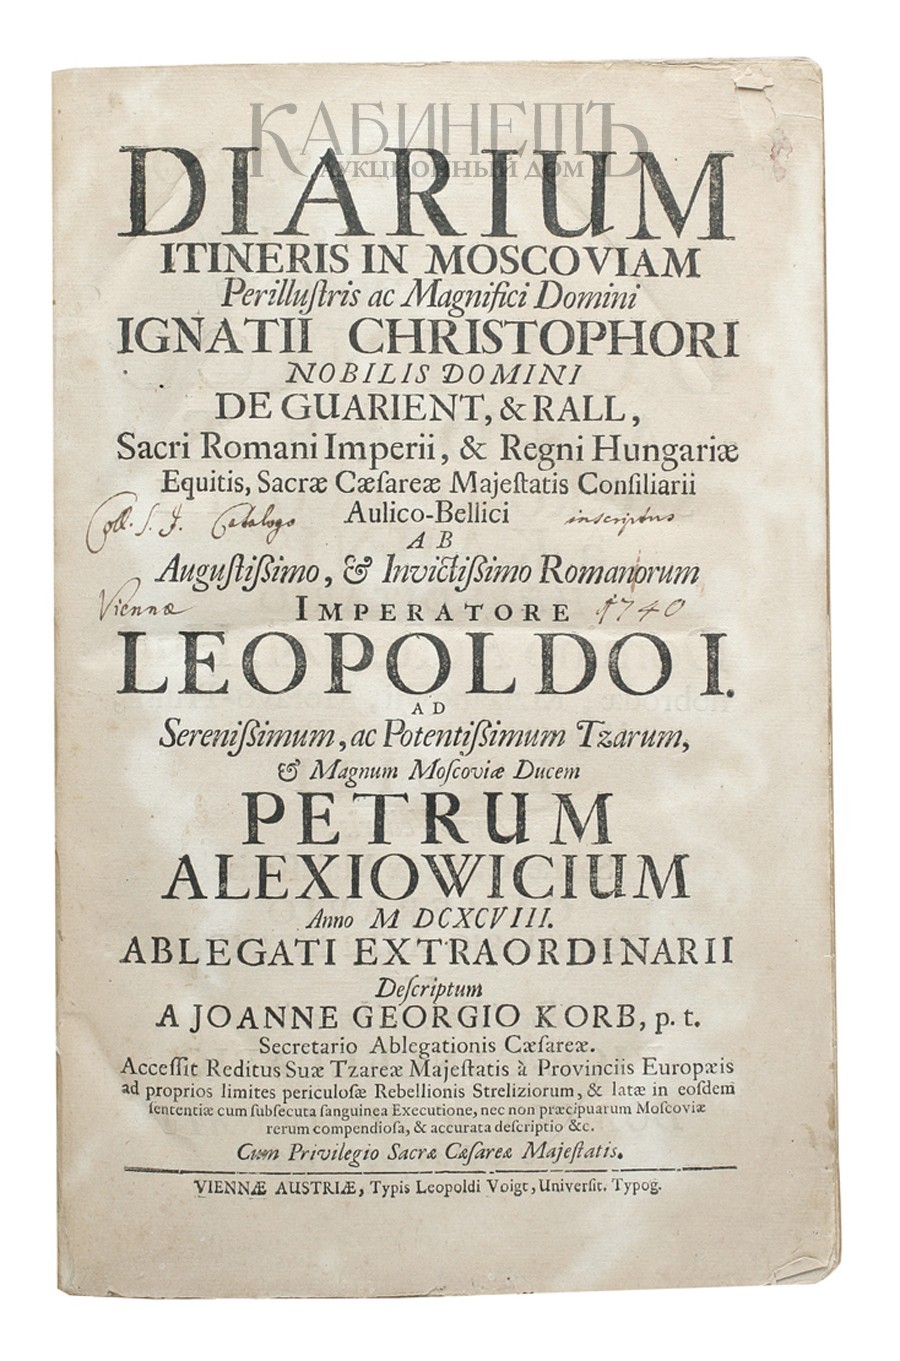 КАБИНЕТЪ
АУКЦИОННЫЙ ДОМ
DIARIUM
ITINERIS IN MOSCOVIAM
Perilluſtris ac Magnifici Domini
IGNATII CHRISTOPHORI
NOBILIS DOMINI
DE GUARIENT, & RALL,
Sacri Romani Imperii, & Regni Hungariæ
Equitis, Sacræ Cæſareæ Majeſtatis Conſiliarii
Aulico-Bellici
Coll. S. J. Catalogo inscriptus
AB
Auguſtiſſimo, & Invictiſſimo Romanorum
Viennæ 1740
IMPERATORE
LEOPOLDO I.
AD
Sereniſſimum, ac Potentiſſimum Tzarum,
& Magnum Moſcoviæ Ducem
PETRUM
ALEXIOWICIUM
Anno M DCXCVIII.
ABLEGATI EXTRAORDINARII
Deſcriptum
A JOANNE GEORGIO KORB, p. t.
Secretario Ablegationis Cæſareæ.
Acceſſit Reditus Suæ Tzareæ Majeſtatis à Provinciis Europæis
ad proprios limites periculoſæ Rebellionis Streliziorum, & latæ in eoſdem
ſententiæ cum ſubſecuta ſanguinea Executione, nec non præcipuarum Moſcoviæ
rerum compendioſa, & accurata deſcriptio &c.
Cum Privilegio Sacræ Cæſareæ Majeſtatis.
VIENNÆ AUSTRIÆ, Typis Leopoldi Voigt, Univerſit. Typog.